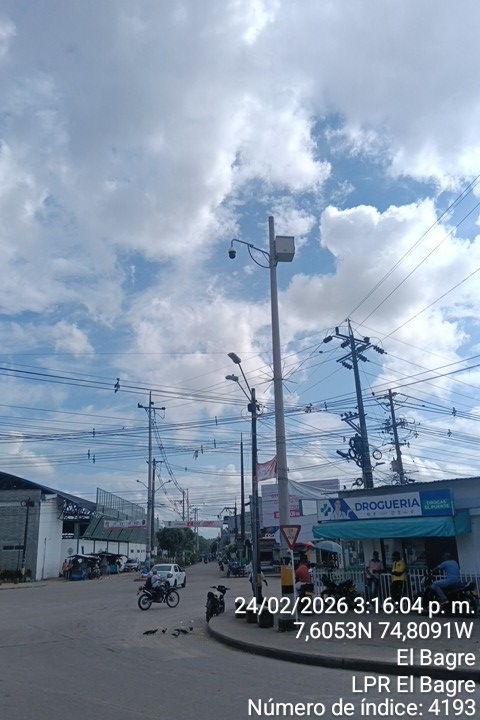 DROGUERIA
24/02/2026 3:16:04 p. m.
7,6053N 74,8091W
El Bagre
LPR El Bagre
Número de índice: 4193